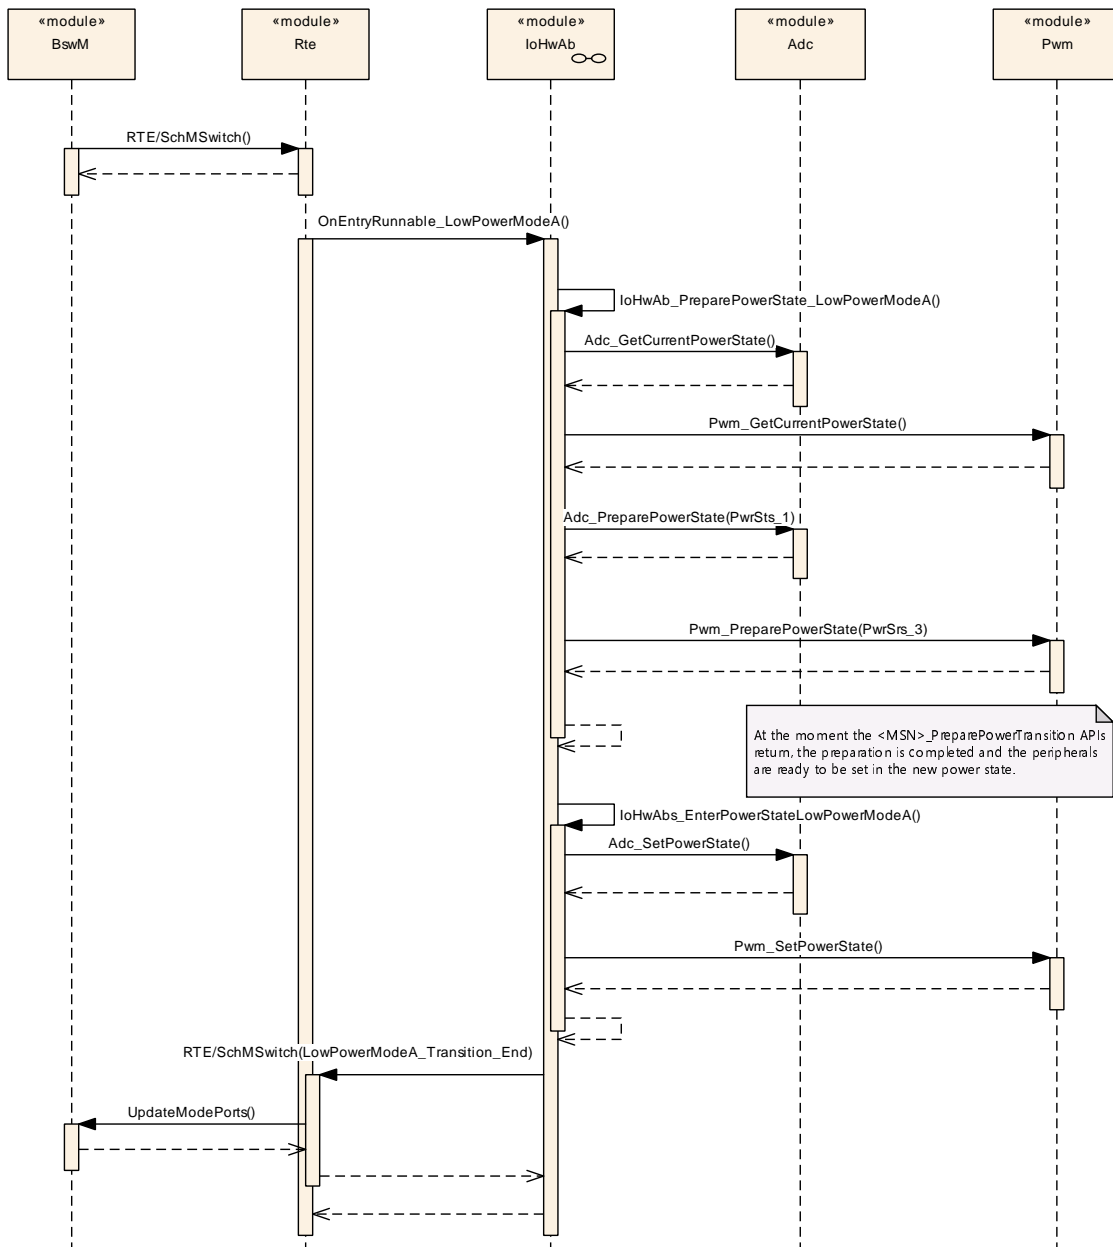 «module»
BswM
«module»
Rte
«module»
IoHwAb
«module»
Adc
«module»
Pwm
RTE/SchMSwitch()
OnEntryRunnable_LowPowerModeA()
IoHwAb_PreparePowerState_LowPowerModeA()
Adc_GetCurrentPowerState()
Pwm_GetCurrentPowerState()
Adc_PreparePowerState(PwrSts_1)
Pwm_PreparePowerState(PwrSrs_3)
At the moment the <MSN>_PreparePowerTransition APIs
return, the preparation is completed and the peripherals
are ready to be set in the new power state.
IoHwAbs_EnterPowerStateLowPowerModeA()
Adc_SetPowerState()
Pwm_SetPowerState()
RTE/SchMSwitch(LowPowerModeA_Transition_End)
UpdateModePorts()